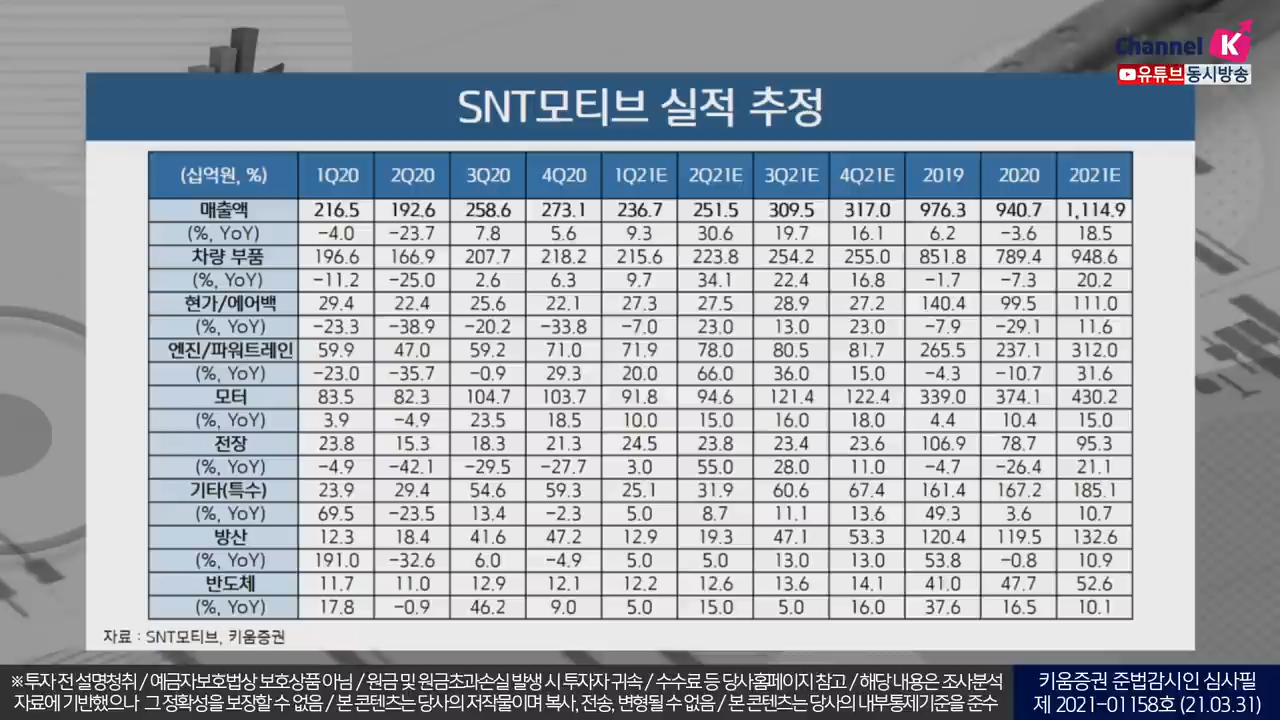 Channel K
유튜브 동시방송
SNT모티브 실적 추정
(십억원, %) 1Q20 2Q20 3Q20 4Q20 1Q21E 2Q21E 3Q21E 4Q21E 2019 2020 2021E
매출액 216.5 192.6 258.6 273.1 236.7 251.5 309.5 317.0 976.3 940.7 1,114.9
(%, YoY) −4.0 −23.7 7.8 5.6 9.3 30.6 19.7 16.1 6.2 −3.6 18.5
차량 부품 196.6 166.9 207.7 218.2 215.6 223.8 254.2 255.0 851.8 789.4 948.6
(%, YoY) −11.2 −25.0 2.6 6.3 9.7 34.1 22.4 16.8 −1.7 −7.3 20.2
현가/에어백 29.4 22.4 25.6 22.1 27.3 27.5 28.9 27.2 140.4 99.5 111.0
(%, YoY) −23.3 −38.9 −20.2 −33.8 −7.0 23.0 13.0 23.0 −7.9 −29.1 11.6
엔진/파워트레인 59.9 47.0 59.2 71.0 71.9 78.0 80.5 81.7 265.5 237.1 312.0
(%, YoY) −23.0 −35.7 −0.9 29.3 20.0 66.0 36.0 15.0 −4.3 −10.7 31.6
모터 83.5 82.3 104.7 103.7 91.8 94.6 121.4 122.4 339.0 374.1 430.2
(%, YoY) 3.9 −4.9 23.5 18.5 10.0 15.0 16.0 18.0 4.4 10.4 15.0
전장 23.8 15.3 18.3 21.3 24.5 23.8 23.4 23.6 106.9 78.7 95.3
(%, YoY) −4.9 −42.1 −29.5 −27.7 3.0 55.0 28.0 11.0 −4.7 −26.4 21.1
기타(특수) 23.9 29.4 54.6 59.3 25.1 31.9 60.6 67.4 161.4 167.2 185.1
(%, YoY) 69.5 −23.5 13.4 −2.3 5.0 8.7 11.1 13.6 49.3 3.6 10.7
방산 12.3 18.4 41.6 47.2 12.9 19.3 47.1 53.3 120.4 119.5 132.6
(%, YoY) 191.0 −32.6 6.0 −4.9 5.0 5.0 13.0 13.0 53.8 −0.8 10.9
반도체 11.7 11.0 12.9 12.1 12.2 12.6 13.6 14.1 41.0 47.7 52.6
(%, YoY) 17.8 −0.9 46.2 9.0 5.0 15.0 5.0 16.0 37.6 16.5 10.1
자료 : SNT모티브, 키움증권
※투자 전 설명청취 / 예금자보호법상 보호상품 아님 / 원금 및 원금초과손실 발생 시 투자자 귀속 / 수수료 등 당사홈페이지 참고 / 해당 내용은 조사분석
자료에 기반했으나 그 정확성을 보장할 수 없음 / 본 콘텐츠는 당사의 저작물이며 복사, 전송, 변형될 수 없음 / 본 콘텐츠는 당사의 내부통제기준을 준수
키움증권 준법감시인 심사필
제 2021-01158호 (21.03.31)